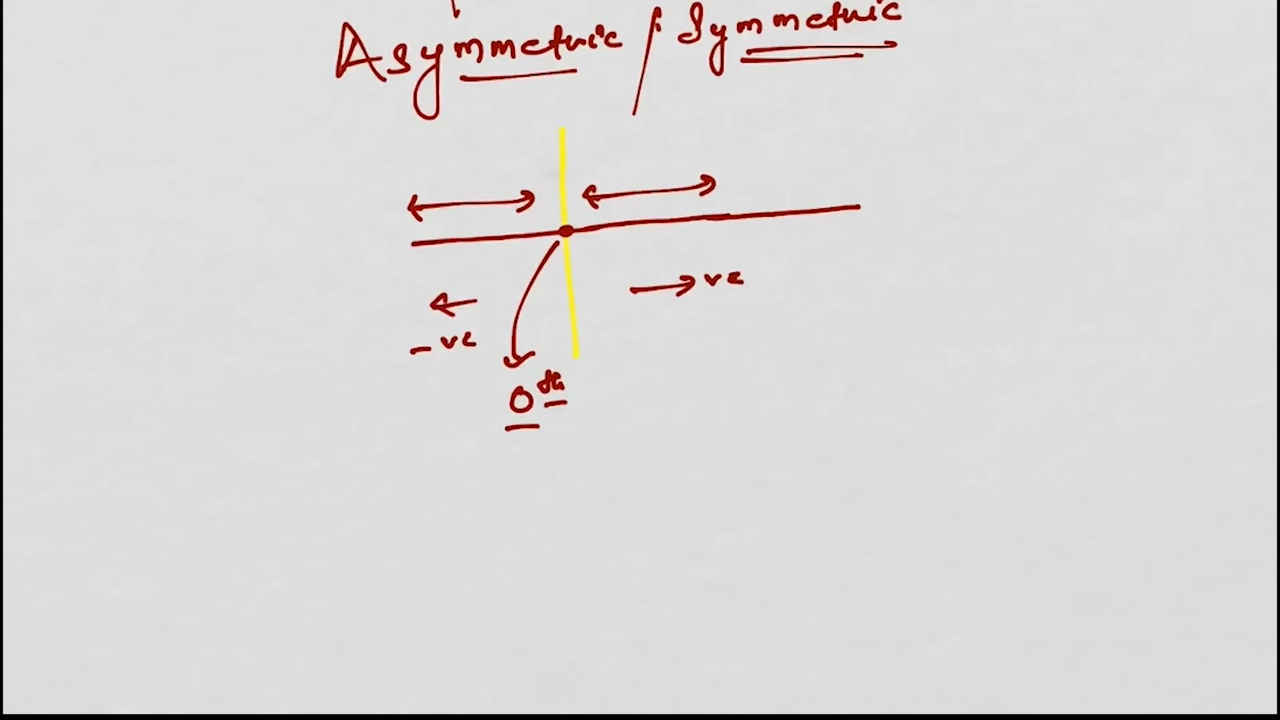 Asymmetric / Symmetric
→ ve
← - ve
0th